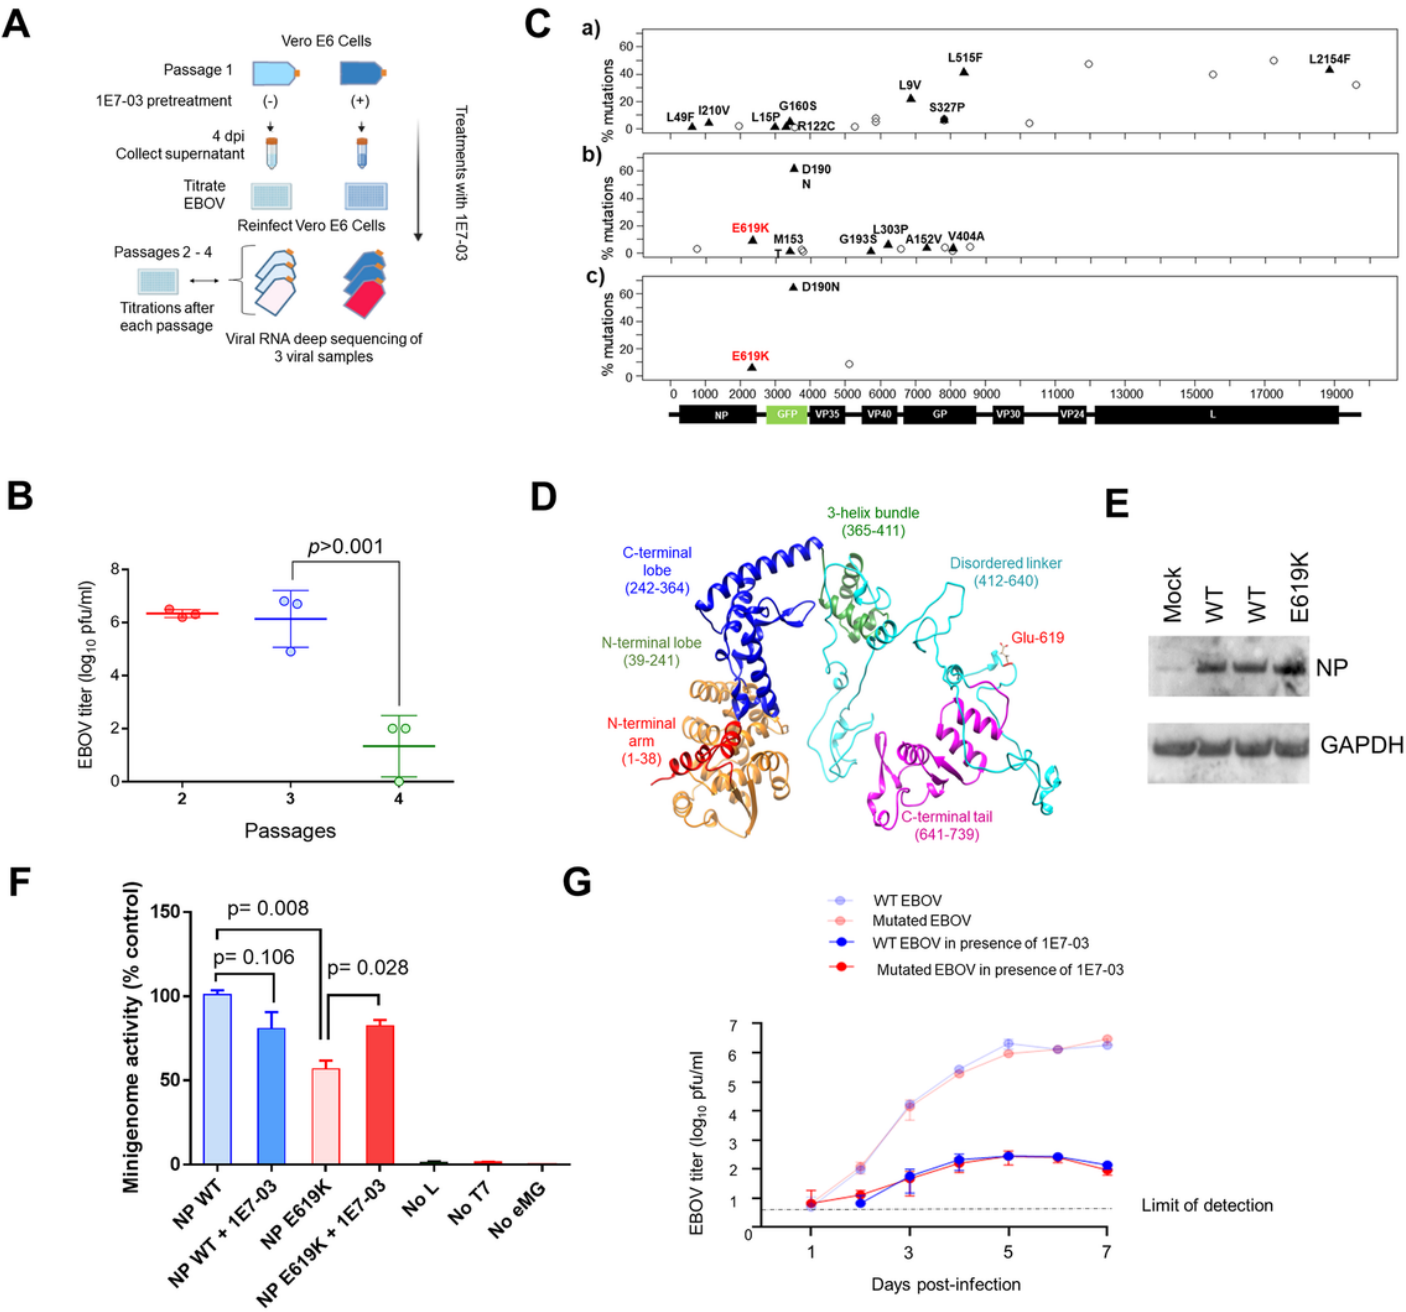 A
Vero E6 Cells
Passage 1
1E7-03 pretreatment
(-)
(+)
4 dpi
Collect supernatant
Titrate
EBOV
Reinfect Vero E6 Cells
Passages 2 - 4
Titrations after
each passage
Viral RNA deep sequencing of
3 viral samples
Treatments with 1E7-03
C
a)
% mutations
60
40
20
0
L49F
I210V
L15P
G160S
R122C
L9V
S327P
L515F
L2154F
b)
% mutations
60
40
20
0
E619K
D190
N
M153
T
G193S
L303P
A152V
V404A
c)
% mutations
60
40
20
0
E619K
D190N
0 1000 2000 3000 4000 5000 6000 7000 8000 9000 11000 13000 15000 17000 19000
NP GFP VP35 VP40 GP VP30 VP24 L
B
EBOV titer (log10 pfu/ml)
8
6
4
2
0
p>0.001
2 3 4
Passages
D
3-helix bundle
(365-411)
C-terminal
lobe
(242-364)
Disordered linker
(412-640)
N-terminal lobe
(39-241)
Glu-619
N-terminal
arm
(1-38)
C-terminal tail
(641-739)
E
Mock
WT
WT
E619K
NP
GAPDH
F
Minigenome activity (% control)
150
100
50
0
p= 0.008
p= 0.106
p= 0.028
NP WT
NP WT + 1E7-03
NP E619K
NP E619K + 1E7-03
No L
No T7
No eMG
G
WT EBOV
Mutated EBOV
WT EBOV in presence of 1E7-03
Mutated EBOV in presence of 1E7-03
EBOV titer (log10 pfu/ml
7
6
5
4
3
2
1
0
Limit of detection
1 3 5 7
Days post-infection